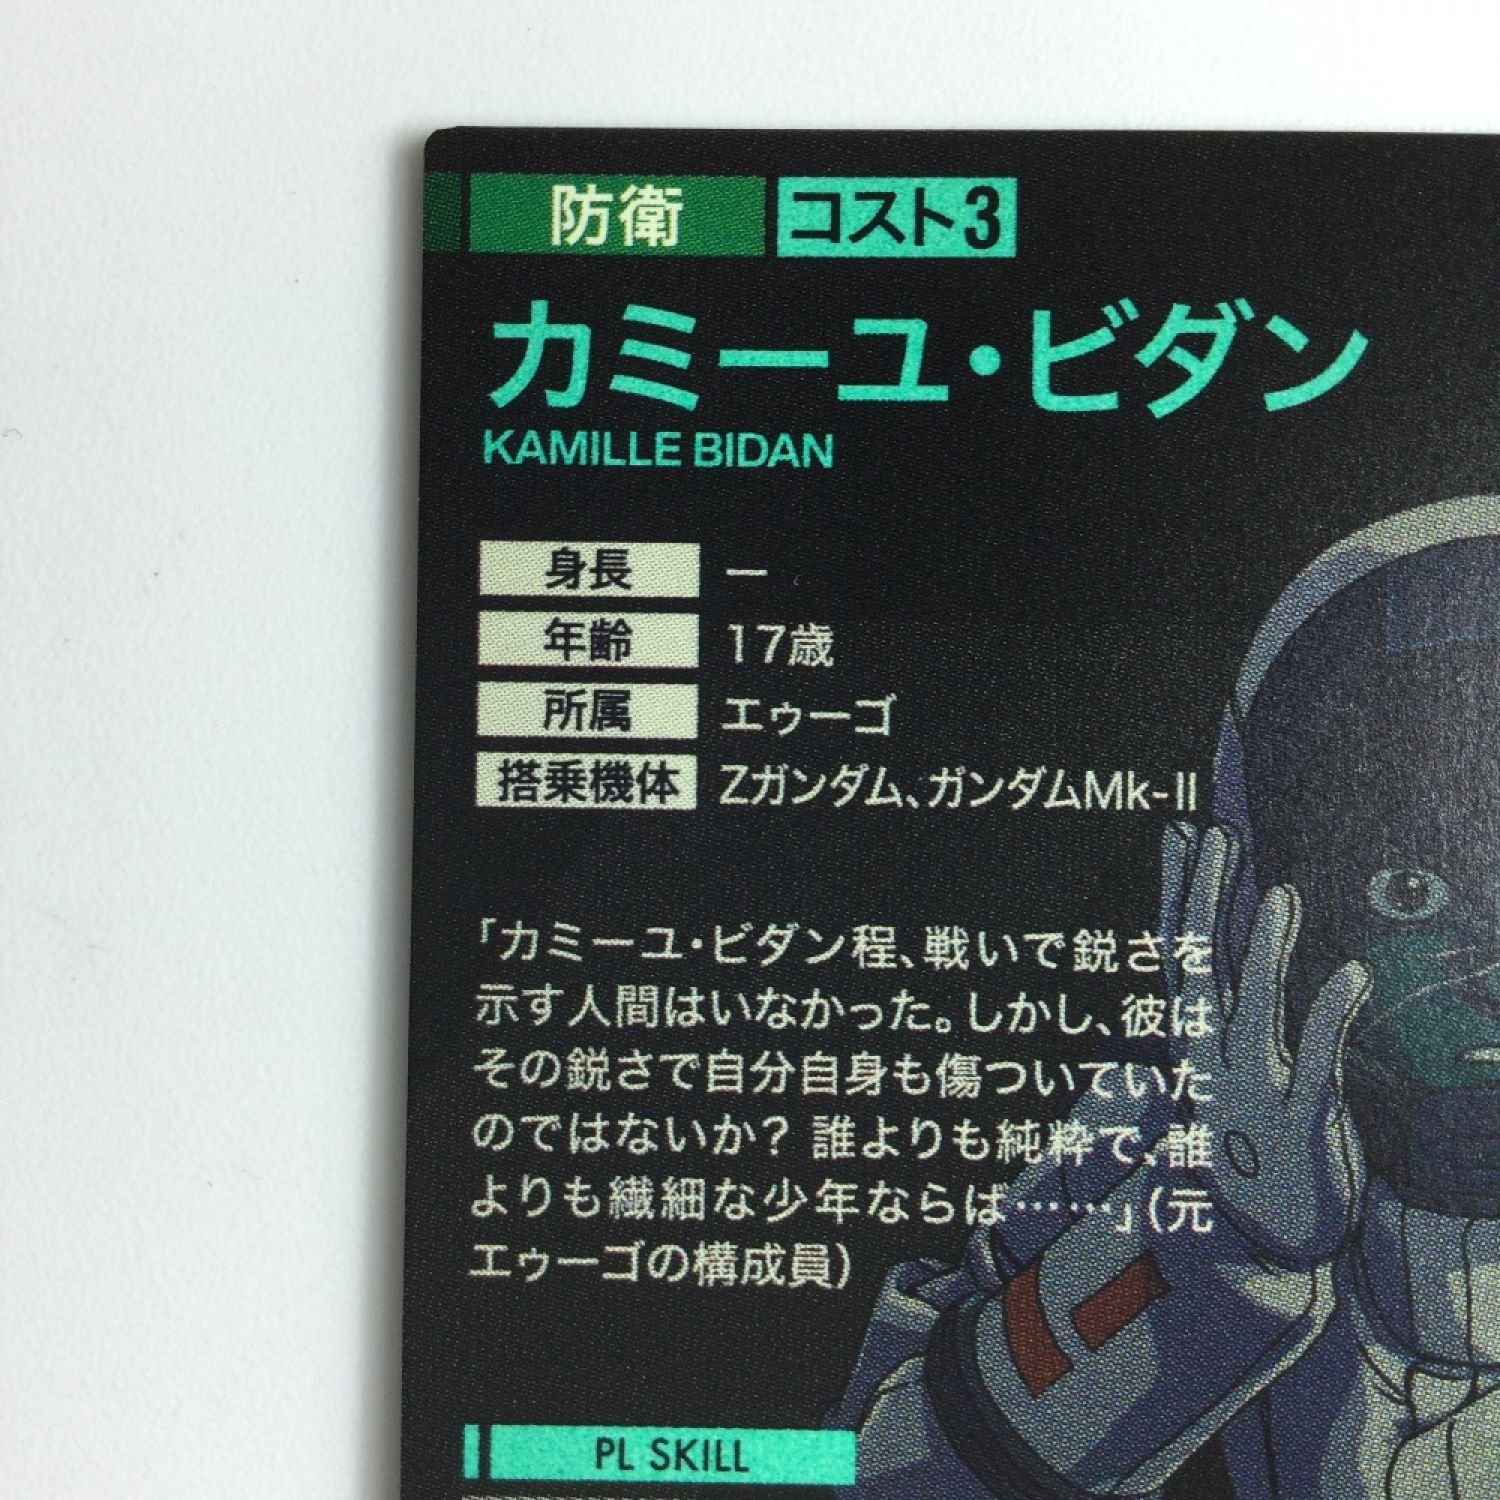 防衛 コスト3
カミーユ・ビダン
KAMILLE BIDAN
身長 ー
年齢 17歳
所属 エゥーゴ
搭乗機体 Zガンダム、ガンダムMk-II
「カミーユ・ビダン程、戦いで鋭さを
示す人間はいなかった。しかし、彼は
その鋭さで自分自身も傷ついていた
のではないか? 誰よりも純粋で、誰
よりも繊細な少年ならば……」（元
エゥーゴの構成員）
PL SKILL